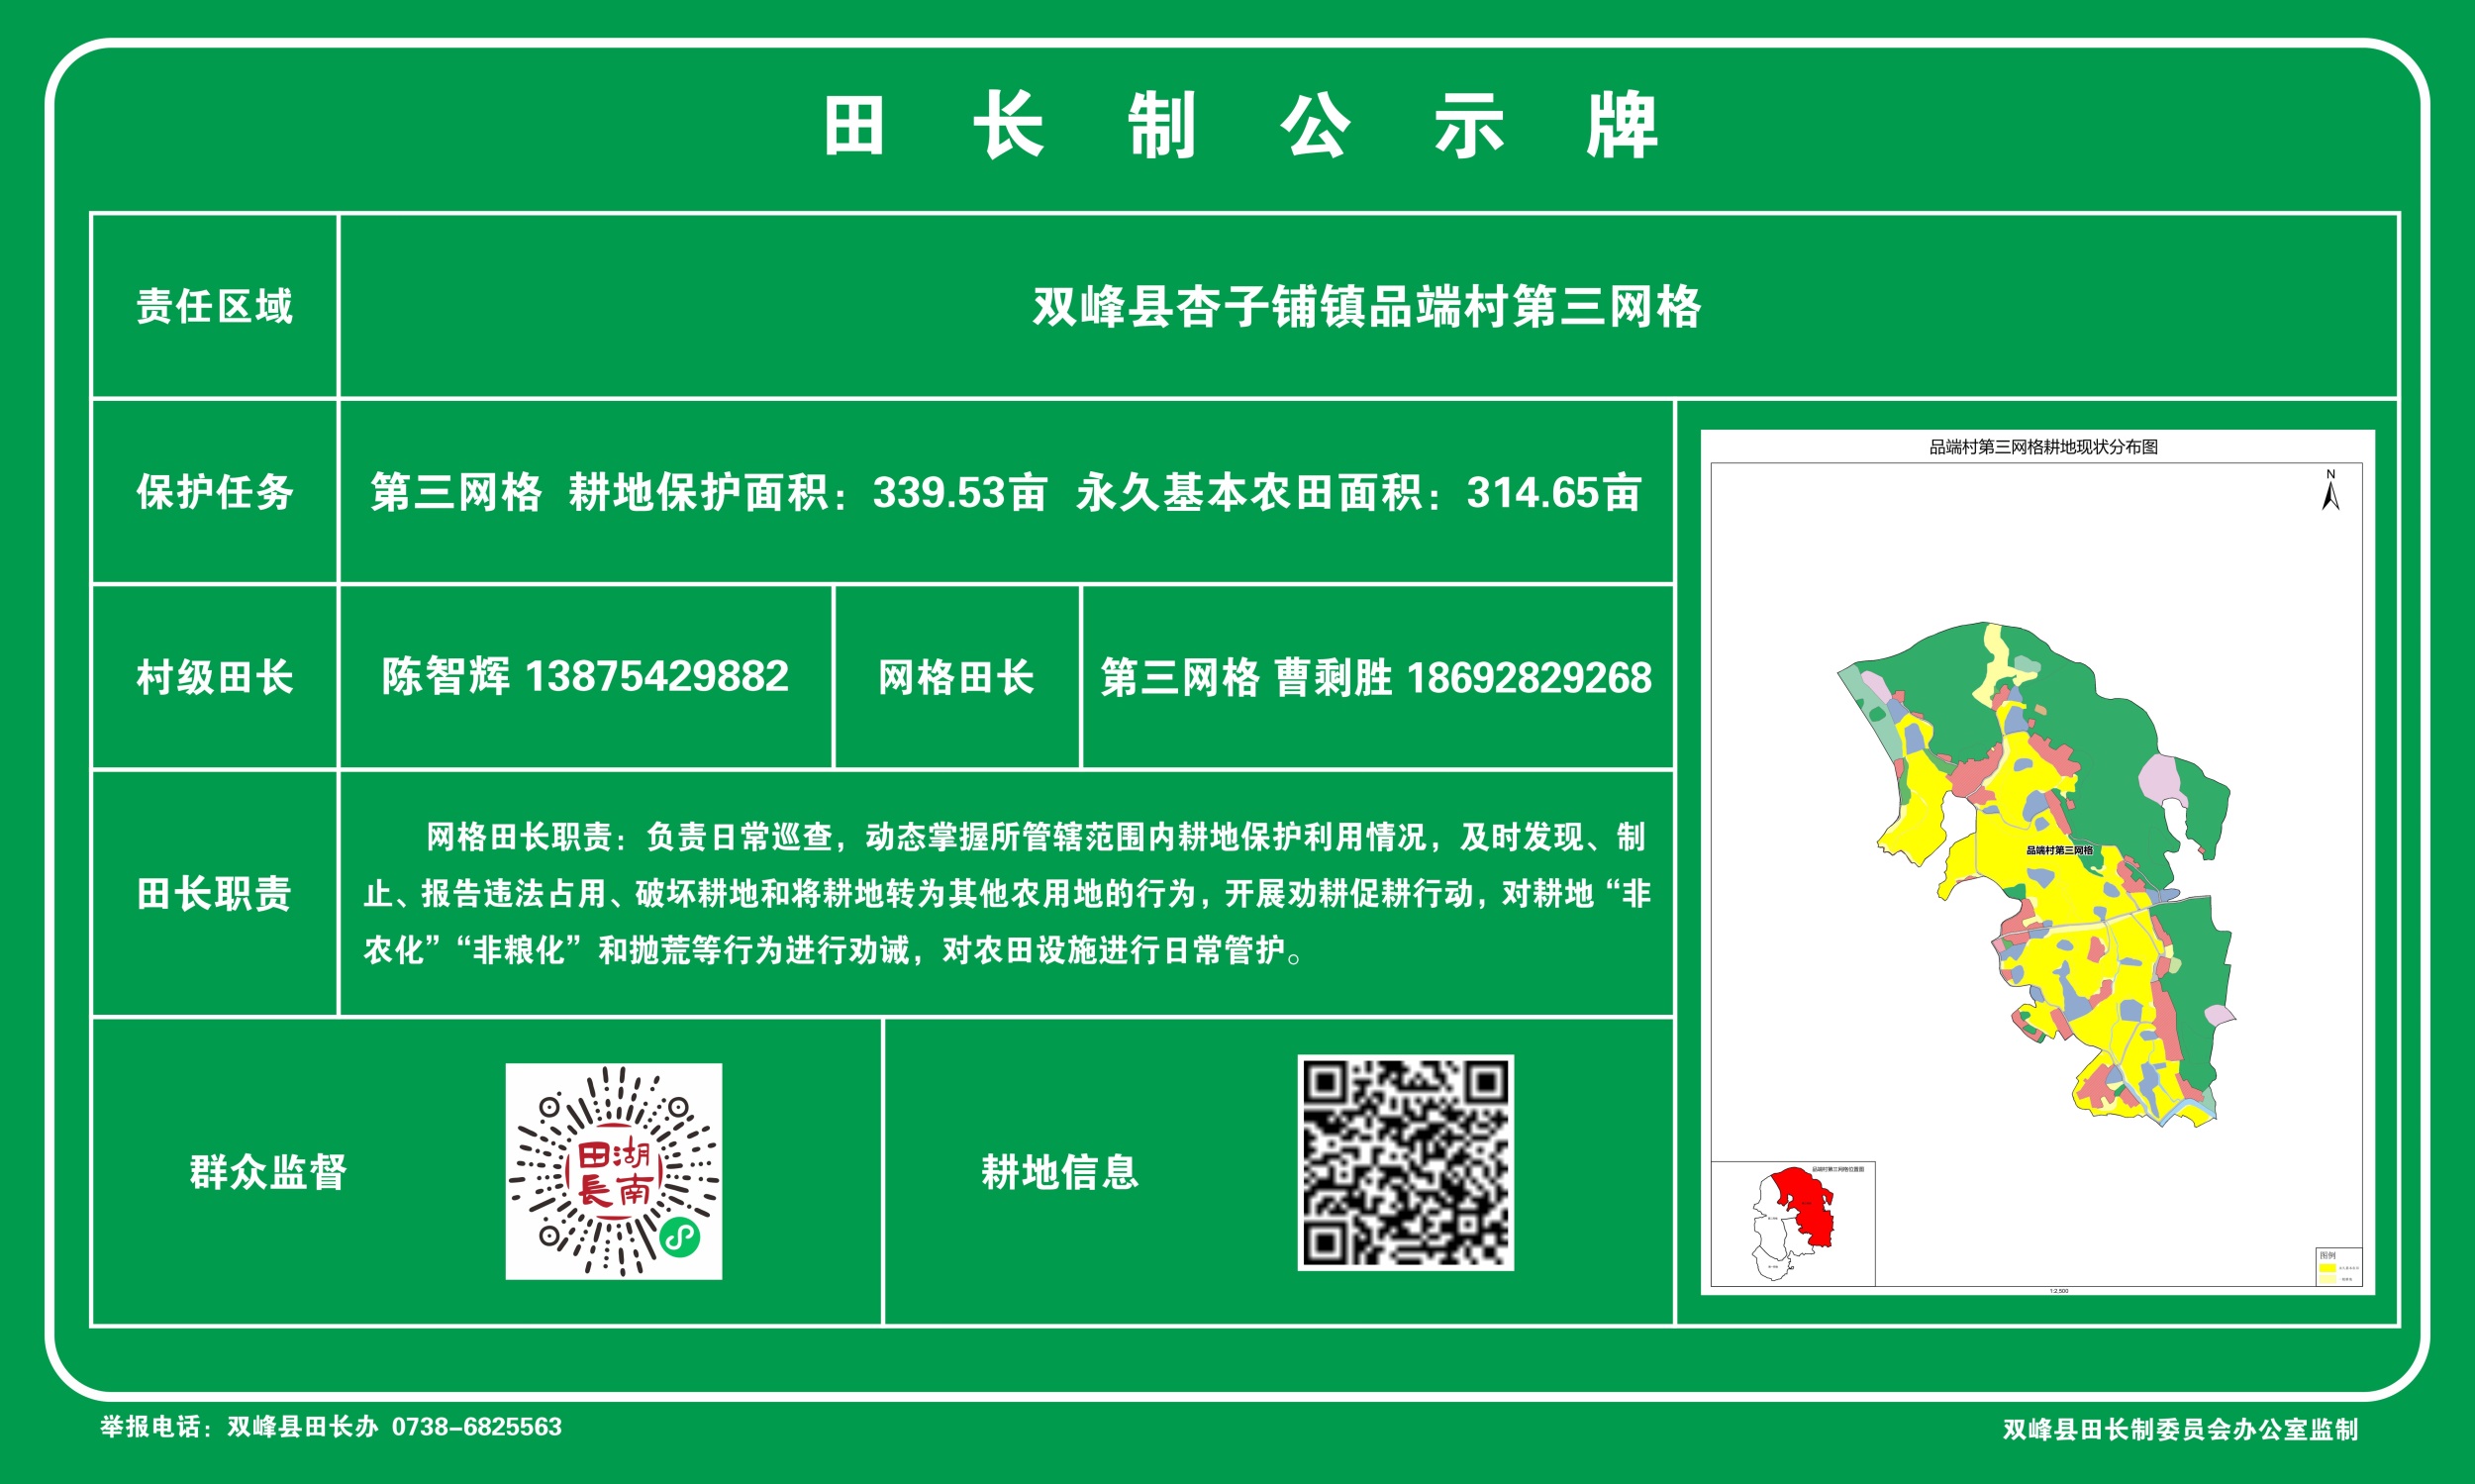 田长制公示牌
责任区域
双峰县杏子铺镇品端村第三网格
保护任务
第三网格 耕地保护面积：339.53亩 永久基本农田面积：314.65亩
村级田长
陈智辉 13875429882
网格田长
第三网格 曹剩胜 18692829268
田长职责
网格田长职责：负责日常巡查，动态掌握所管辖范围内耕地保护利用情况，及时发现、制
止、报告违法占用、破坏耕地和将耕地转为其他农用地的行为，开展劝耕促耕行动，对耕地“非
农化”“非粮化”和抛荒等行为进行劝诫，对农田设施进行日常管护。
群众监督
湖南田長
耕地信息
品端村第三网格耕地现状分布图
N
品端村第三网格
品端村第三网格位置图
图例
1:2,500
举报电话：双峰县田长办 0738-6825563
双峰县田长制委员会办公室监制